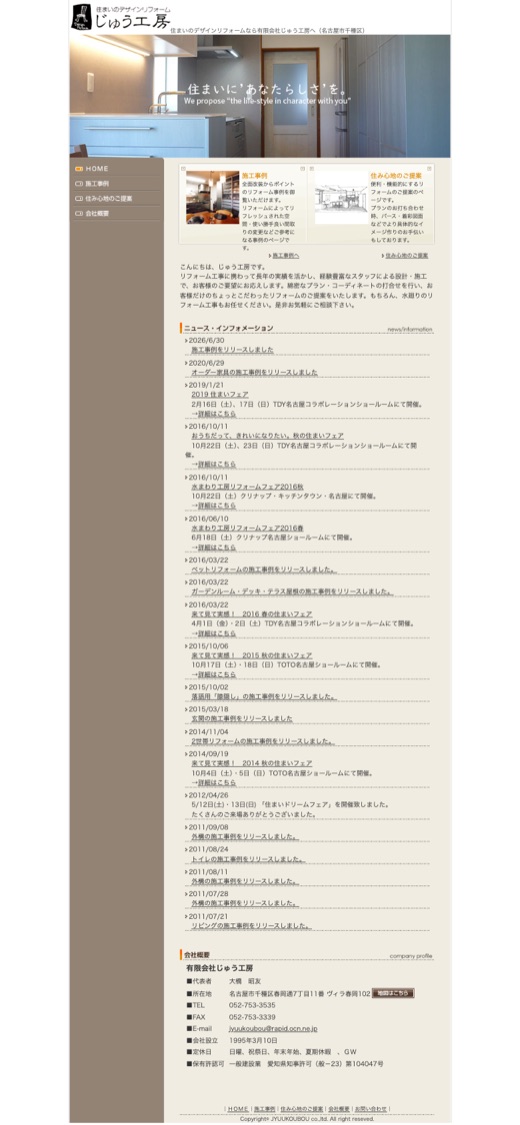 住まいのデザインリフォーム
じゅう工房
住まいのデザインリフォームなら有限会社じゅう工房へ（名古屋市千種区）
住まいに'あなたらしさ'を。
We propose "the life-style in character with you"
HOME
施工事例
住み心地のご提案
会社概要
施工事例
全面改装からポイント
のリフォーム事例を御
覧いただけます。
リフォームによってリ
フレッシュされた空
間・使い勝手良い間取
りの変更などご参考に
なる事例のページで
す。
施工事例へ
住み心地のご提案
便利・機能的にするリ
フォームのご提案のペ
ージです。
プランのお打ち合わせ
時、パース・着彩図面
などでより具体的なイ
メージ作りのお手伝い
もしております。
住み心地のご提案
こんにちは、じゅう工房です。
リフォーム工事に携わって長年の実績を活かし、経験豊富なスタッフによる設計・施工
で、お客様のご要望にお応えします。綿密なプラン・コーディネートの打合せを行い、お
客様だけのちょっとこだわったリフォームのご提案をいたします。もちろん、水廻りのリ
フォーム工事もお任せください。是非お気軽にご相談下さい。
ニュース・インフォメーション
news/information
2026/6/30
施工事例をリリースしました
2020/6/29
オーダー家具の施工事例をリリースしました
2019/1/21
2019 住まいフェア
2月16日（土）、17日（日）TDY名古屋コラボレーションショールームにて開催。
→詳細はこちら
2016/10/11
おうちだって、きれいになりたい。秋の住まいフェア
10月22日（土）、23日（日）TDY名古屋コラボレーションショールームにて開
催。
→詳細はこちら
2016/10/11
水まわり工房リフォームフェア2016秋
10月22日（土）クリナップ・キッチンタウン・名古屋にて開催。
→詳細はこちら
2016/06/10
水まわり工房リフォームフェア2016春
6月18日（土）クリナップ名古屋ショールームにて開催。
→詳細はこちら
2016/03/22
ペットリフォームの施工事例をリリースしました。
2016/03/22
ガーデンルーム・デッキ・テラス屋根の施工事例をリリースしました。
2016/03/22
来て見て実感！　2016 春の住まいフェア
4月1日（金）・2日（土）TDY名古屋コラボレーションショールームにて開催。
→詳細はこちら
2015/10/06
来て見て実感！　2015 秋の住まいフェア
10月17日（土）・18日（日）TOTO名古屋ショールームにて開催。
→詳細はこちら
2015/10/02
落語用「膝隠し」の施工事例をリリースしました。
2015/03/18
玄関の施工事例をリリースしました
2014/11/04
2世帯リフォームの施工事例をリリースしました。
2014/09/19
来て見て実感！　2014 秋の住まいフェア
10月4日（土）・5日（日）TOTO名古屋ショールームにて開催。
→詳細はこちら
2012/04/26
5/12日(土)・13日(日) 「住まいドリームフェア」を開催致しました。
たくさんのご来場ありがとうございました。
2011/09/08
外構の施工事例をリリースしました。
2011/08/24
トイレの施工事例をリリースしました。
2011/08/11
外構の施工事例をリリースしました。
2011/07/28
外構の施工事例をリリースしました。
2011/07/21
リビングの施工事例をリリースしました。
会社概要
company profile
有限会社じゅう工房
■代表者 大橋　昭友
■所在地 名古屋市千種区春岡通7丁目11番 ヴィラ春岡102 地図はこちら
■TEL 052-753-3535
■FAX 052-753-3339
■E-mail jyuukoubou@rapid.ocn.ne.jp
■会社設立 1995年3月10日
■定休日 日曜、祝祭日、年末年始、夏期休暇　、ＧＷ
■保有許認可 一般建設業　愛知県知事許可（般－23）第104047号
｜HOME｜施工事例｜住み心地のご提案｜会社概要｜お問い合わせ｜
Copyright© JYUUKOUBOU co.,ltd. All right reseved.